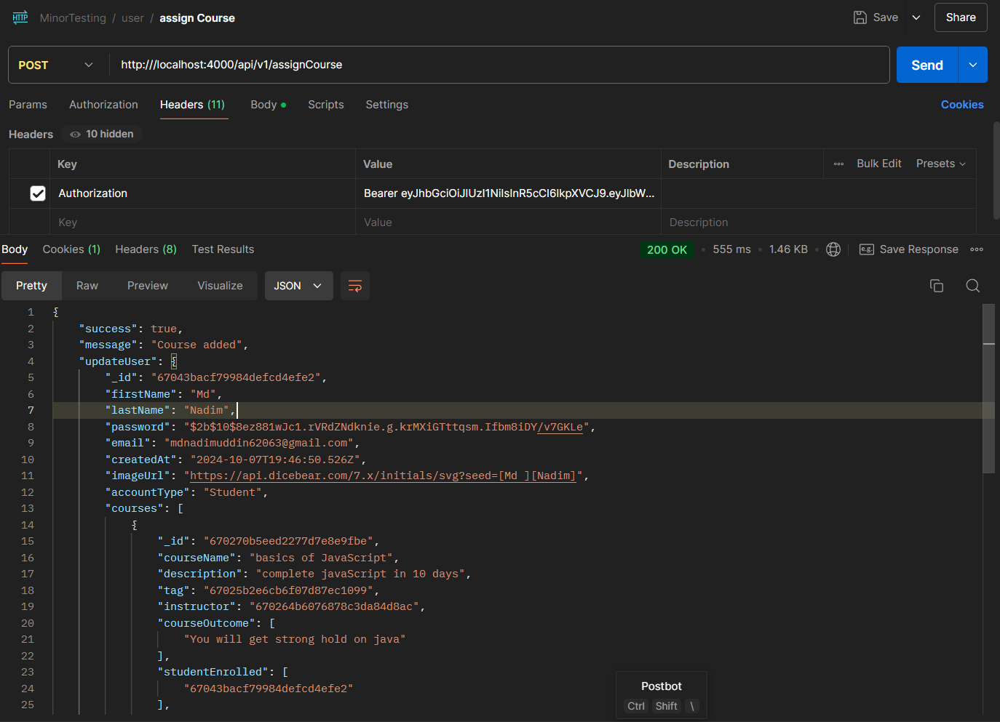 HTTP MinorTesting / user / assign Course Save Share
POST http:///localhost:4000/api/v1/assignCourse Send
Params Authorization Headers (11) Body Scripts Settings Cookies
Headers 10 hidden
Key Value Description Bulk Edit Presets
Authorization Bearer eyJhbGciOiJIUzI1NiIsInR5cCI6IkpXVCJ9.eyJlbW...
Key Value Description
Body Cookies (1) Headers (8) Test Results 200 OK 555 ms 1.46 KB e.g. Save Response
Pretty Raw Preview Visualize JSON
1 {
2 "success": true,
3 "message": "Course added",
4 "updateUser": {
5 "_id": "67043bacf79984defcd4efe2",
6 "firstName": "Md",
7 "lastName": "Nadim",
8 "password": "$2b$10$8ez881wJc1.rVRdZNdknie.g.krMXiGTttqsm.Ifbm8iDY/v7GKLe",
9 "email": "mdnadimuddin62063@gmail.com",
10 "createdAt": "2024-10-07T19:46:50.526Z",
11 "imageUrl": "https://api.dicebear.com/7.x/initials/svg?seed=[Md ][Nadim]",
12 "accountType": "Student",
13 "courses": [
14 {
15 "_id": "670270b5eed2277d7e8e9fbe",
16 "courseName": "basics of JavaScript",
17 "description": "complete javaScript in 10 days",
18 "tag": "67025b2e6cb6f07d87ec1099",
19 "instructor": "670264b6076878c3da84d8ac",
20 "courseOutcome": [
21 "You will get strong hold on java"
22 ],
23 "studentEnrolled": [
24 "67043bacf79984defcd4efe2"
25 ],
Postbot
Ctrl Shift \